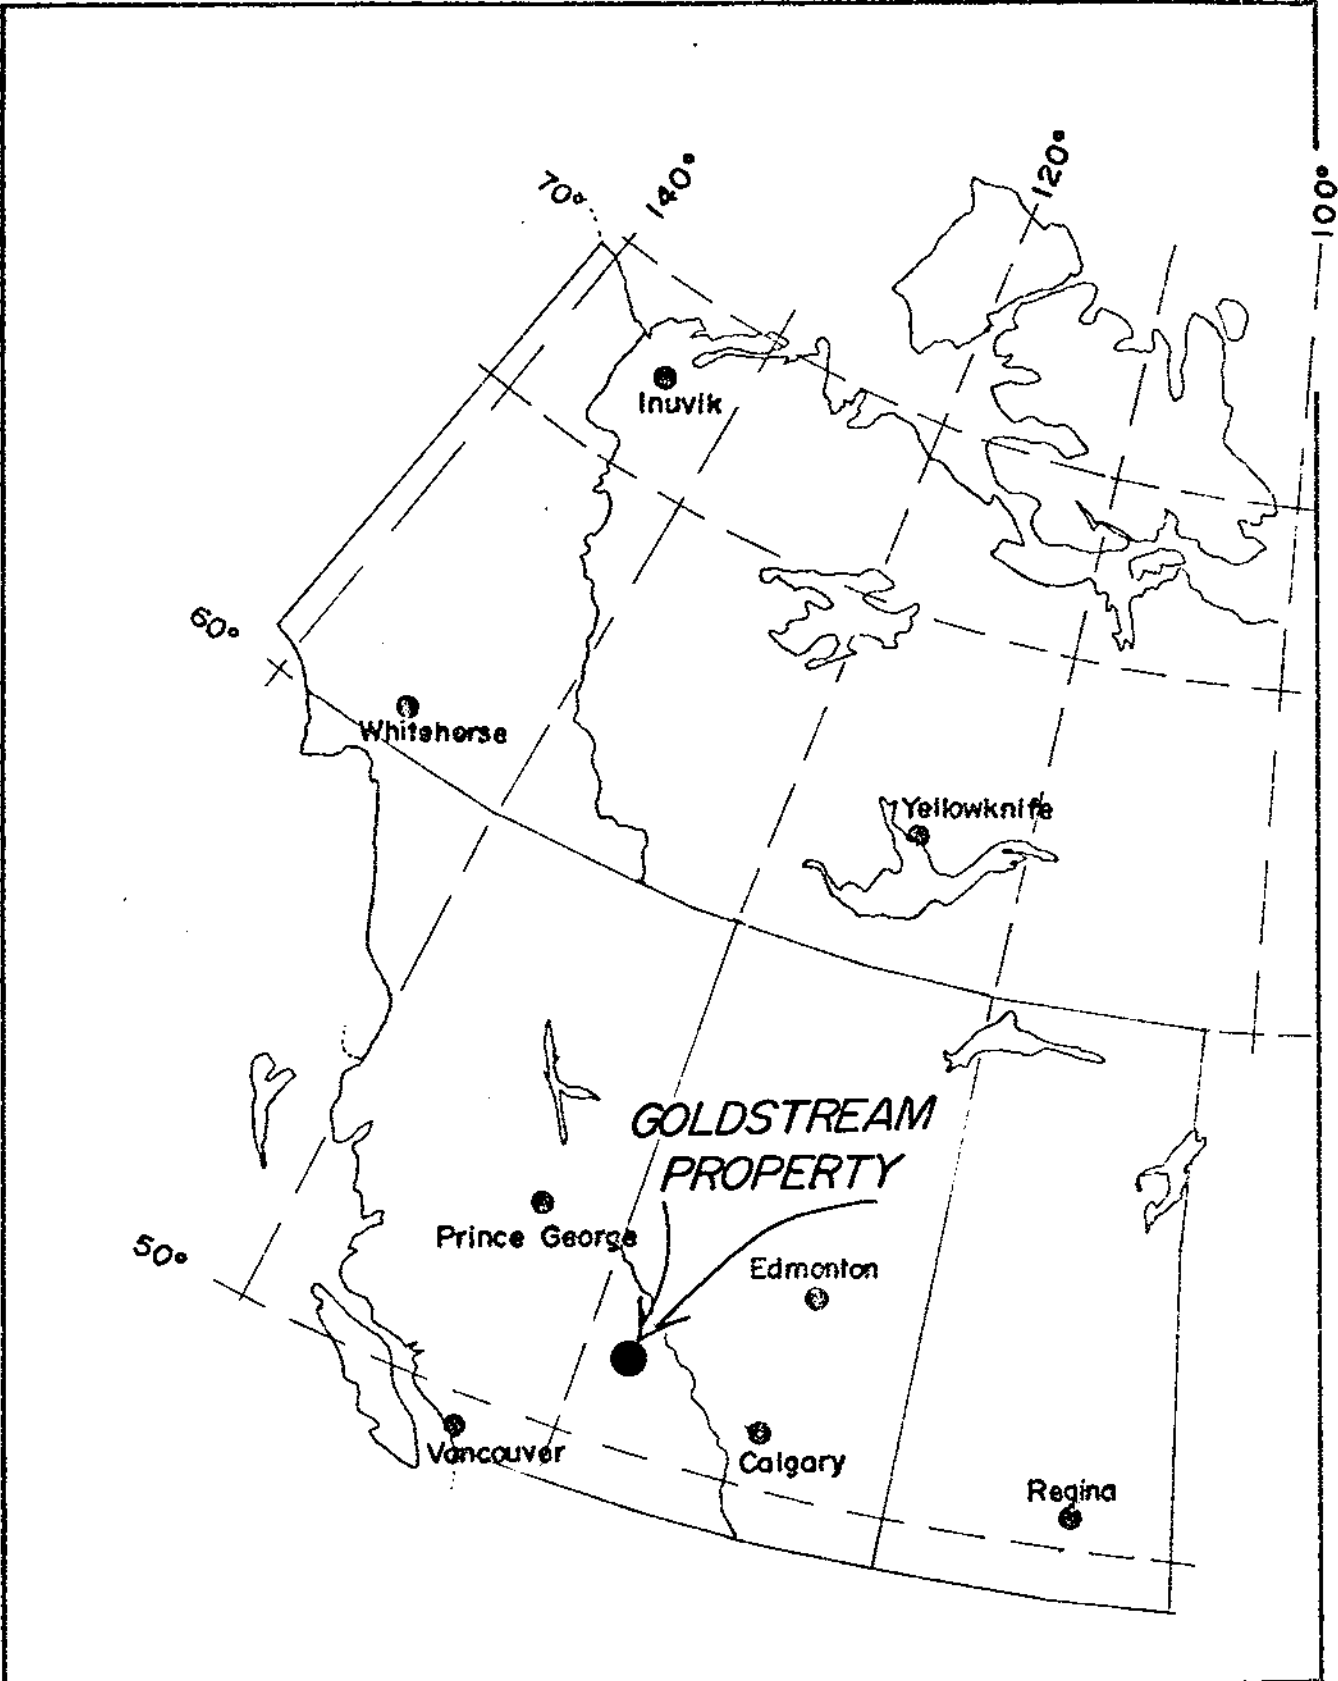 70°
140°
120°
100°
Inuvik
60°
Whitehorse
Yellowknife
GOLDSTREAM
PROPERTY
Prince George
50°
Edmonton
Vancouver
Calgary
Regina